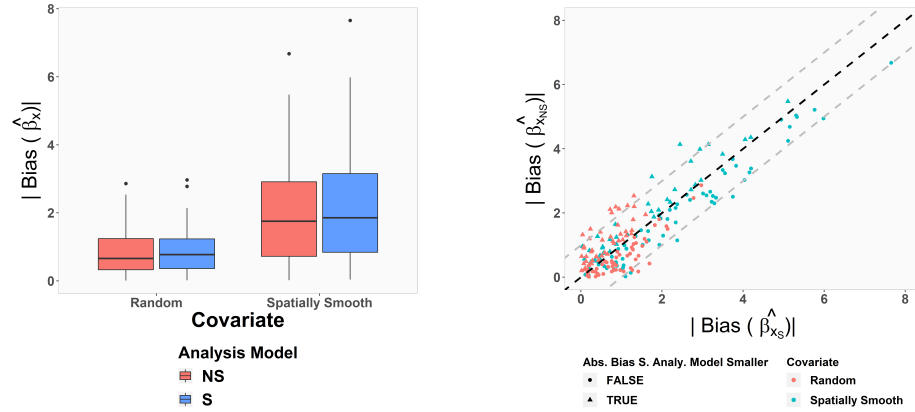 8
6
4
2
0
| Bias ( β̂x)|
Random
Spatially Smooth
Covariate
Analysis Model
NS
S
8
6
4
2
0
| Bias ( β̂xNS)|
0
2
4
6
8
| Bias ( β̂xS)|
Abs. Bias S. Analy. Model Smaller
FALSE
TRUE
Covariate
Random
Spatially Smooth